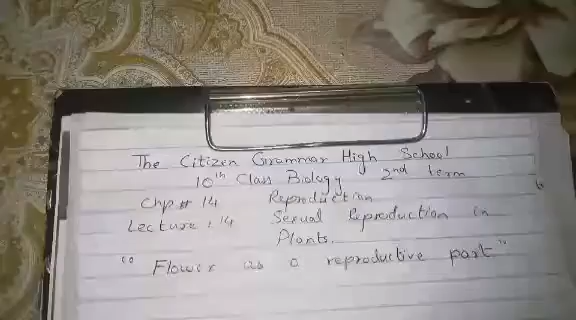 The Citizen Grammar High School
10th Class Biology 2nd term
Chp # 14 Reproduction
Lecture : 14 Sexual Reproduction in
Plants.
"Flower as a reproductive part"